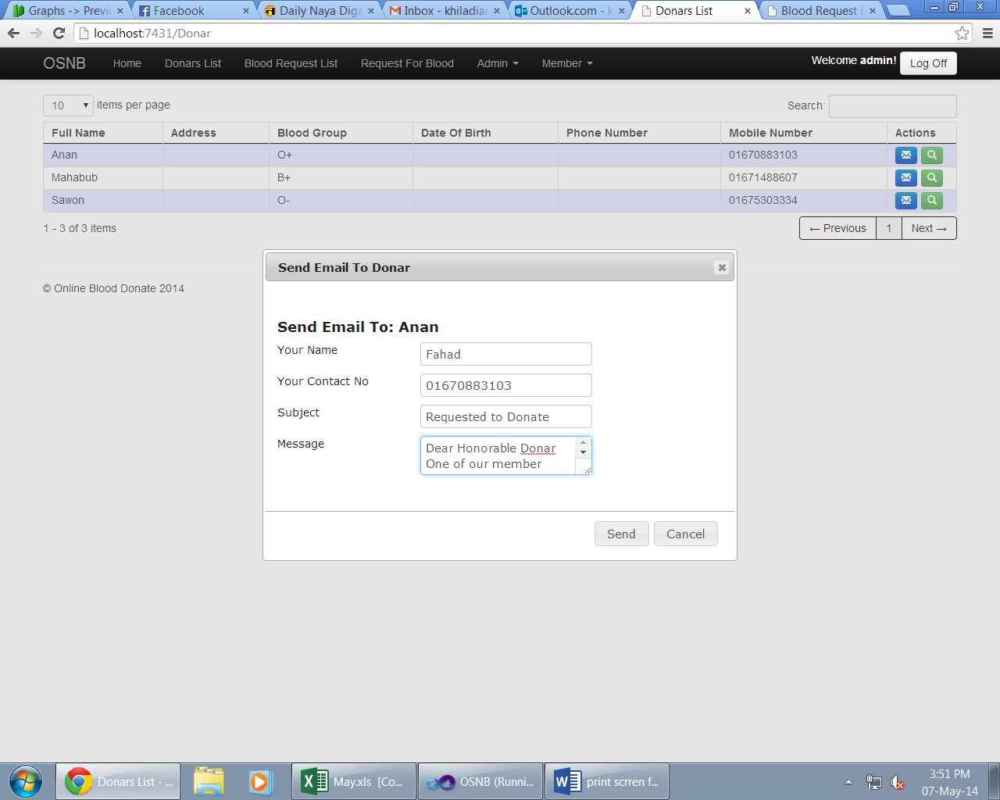 Graphs -> Previ
Facebook
Daily Naya Diga
Inbox - khiladiar
Outlook.com - k
Donars List
Blood Request L
localhost:7431/Donar
OSNB Home Donars List Blood Request List Request For Blood Admin Member Welcome admin! Log Off
10 items per page Search:
Full Name Address Blood Group Date Of Birth Phone Number Mobile Number Actions
Anan O+ 01670883103
Mahabub B+ 01671488607
Sawon O- 01675303334
1 - 3 of 3 items ← Previous 1 Next →
© Online Blood Donate 2014
Send Email To Donar
Send Email To: Anan
Your Name Fahad
Your Contact No 01670883103
Subject Requested to Donate
Message Dear Honorable Donar
One of our member
Send Cancel
Donars List - ...
May.xls [Co...
OSNB (Runni...
print scrren f...
3:51 PM
07-May-14